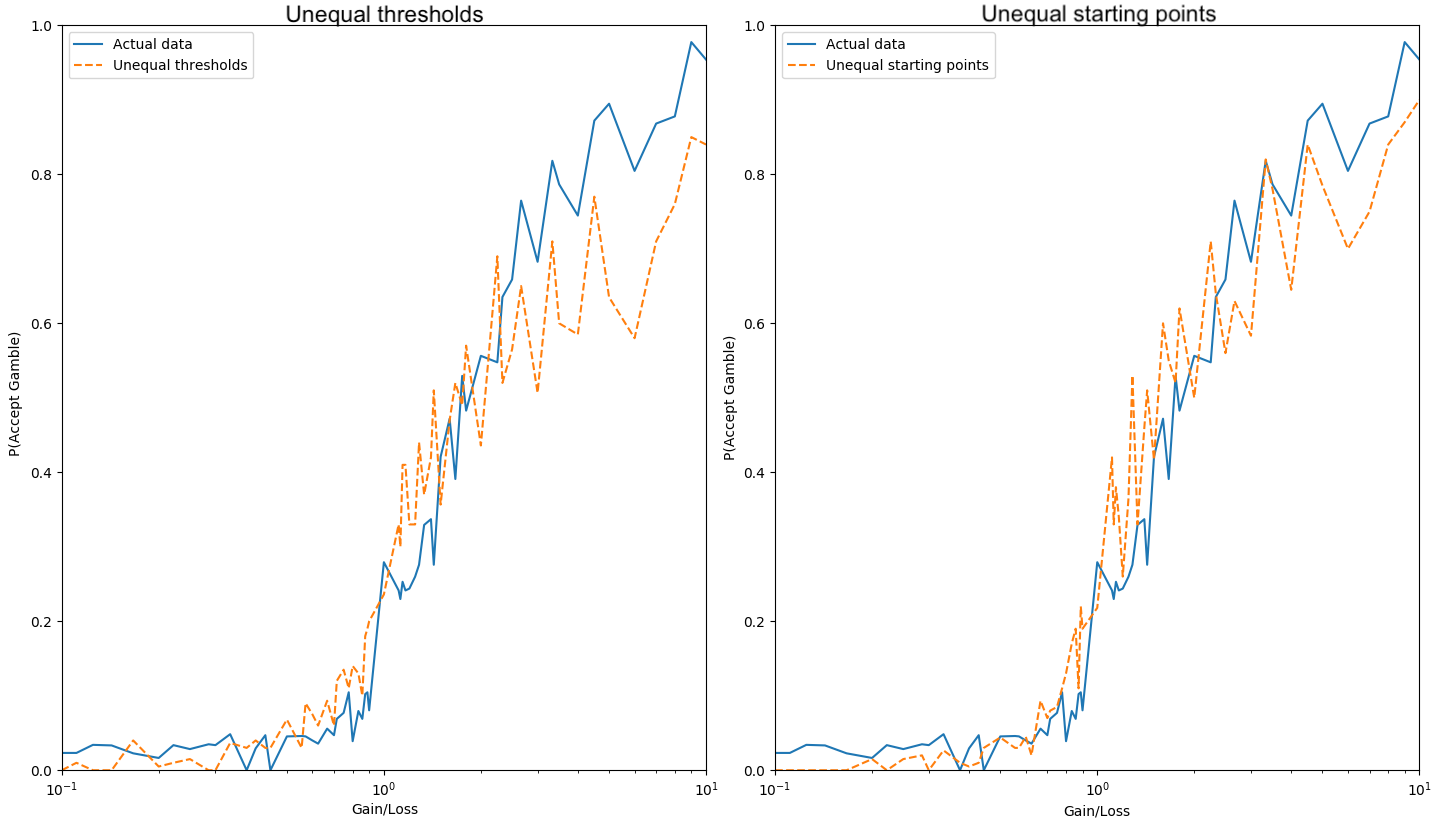 Unequal thresholds
Actual data
Unequal thresholds
P(Accept Gamble)
1.0
0.8
0.6
0.4
0.2
0.0
10⁻¹
10⁰
10¹
Gain/Loss
Unequal starting points
Actual data
Unequal starting points
P(Accept Gamble)
1.0
0.8
0.6
0.4
0.2
0.0
10⁻¹
10⁰
10¹
Gain/Loss